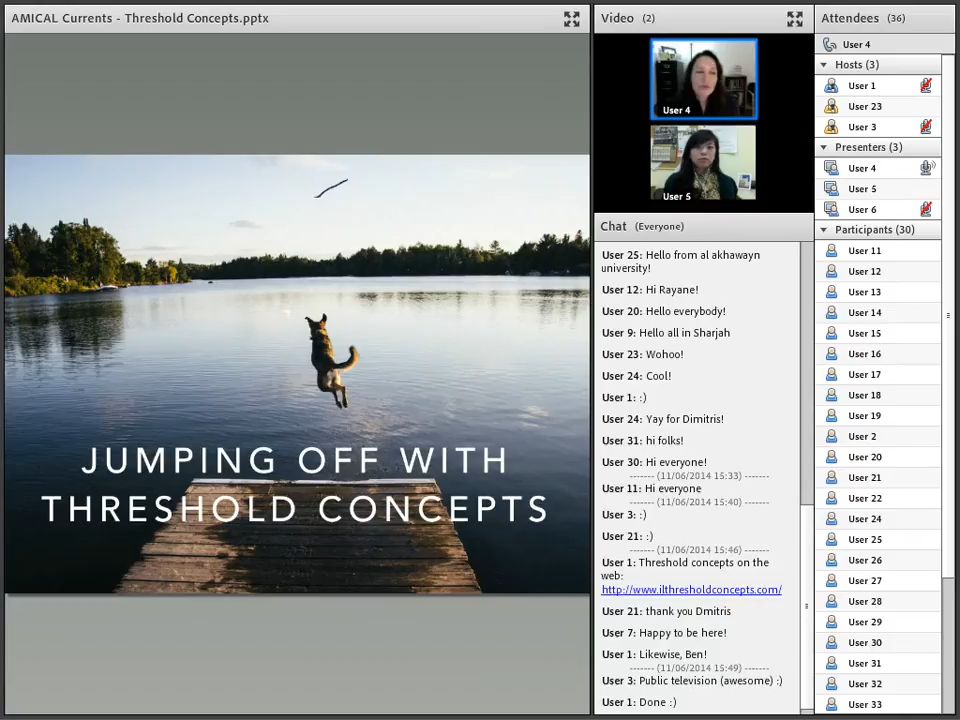 AMICAL Currents - Threshold Concepts.pptx
JUMPING OFF WITH
THRESHOLD CONCEPTS
Video (2)
User 4
User 5
Chat (Everyone)
User 25: Hello from al akhawayn
university!
User 12: Hi Rayane!
User 20: Hello everybody!
User 9: Hello all in Sharjah
User 23: Wohoo!
User 24: Cool!
User 1: :)
User 24: Yay for Dimitris!
User 31: hi folks!
User 30: Hi everyone!
------- (11/06/2014 15:33) -------
User 11: Hi everyone
------- (11/06/2014 15:40) -------
User 3: :)
User 21: :)
------- (11/06/2014 15:46) -------
User 1: Threshold concepts on the
web:
http://www.ilthresholdconcepts.com/
User 21: thank you Dmitris
User 7: Happy to be here!
User 1: Likewise, Ben!
------- (11/06/2014 15:49) -------
User 3: Public television (awesome) :)
User 1: Done :)
Attendees (36)
User 4
Hosts (3)
User 1
User 23
User 3
Presenters (3)
User 4
User 5
User 6
Participants (30)
User 11
User 12
User 13
User 14
User 15
User 16
User 17
User 18
User 19
User 2
User 20
User 21
User 22
User 24
User 25
User 26
User 27
User 28
User 29
User 30
User 31
User 32
User 33